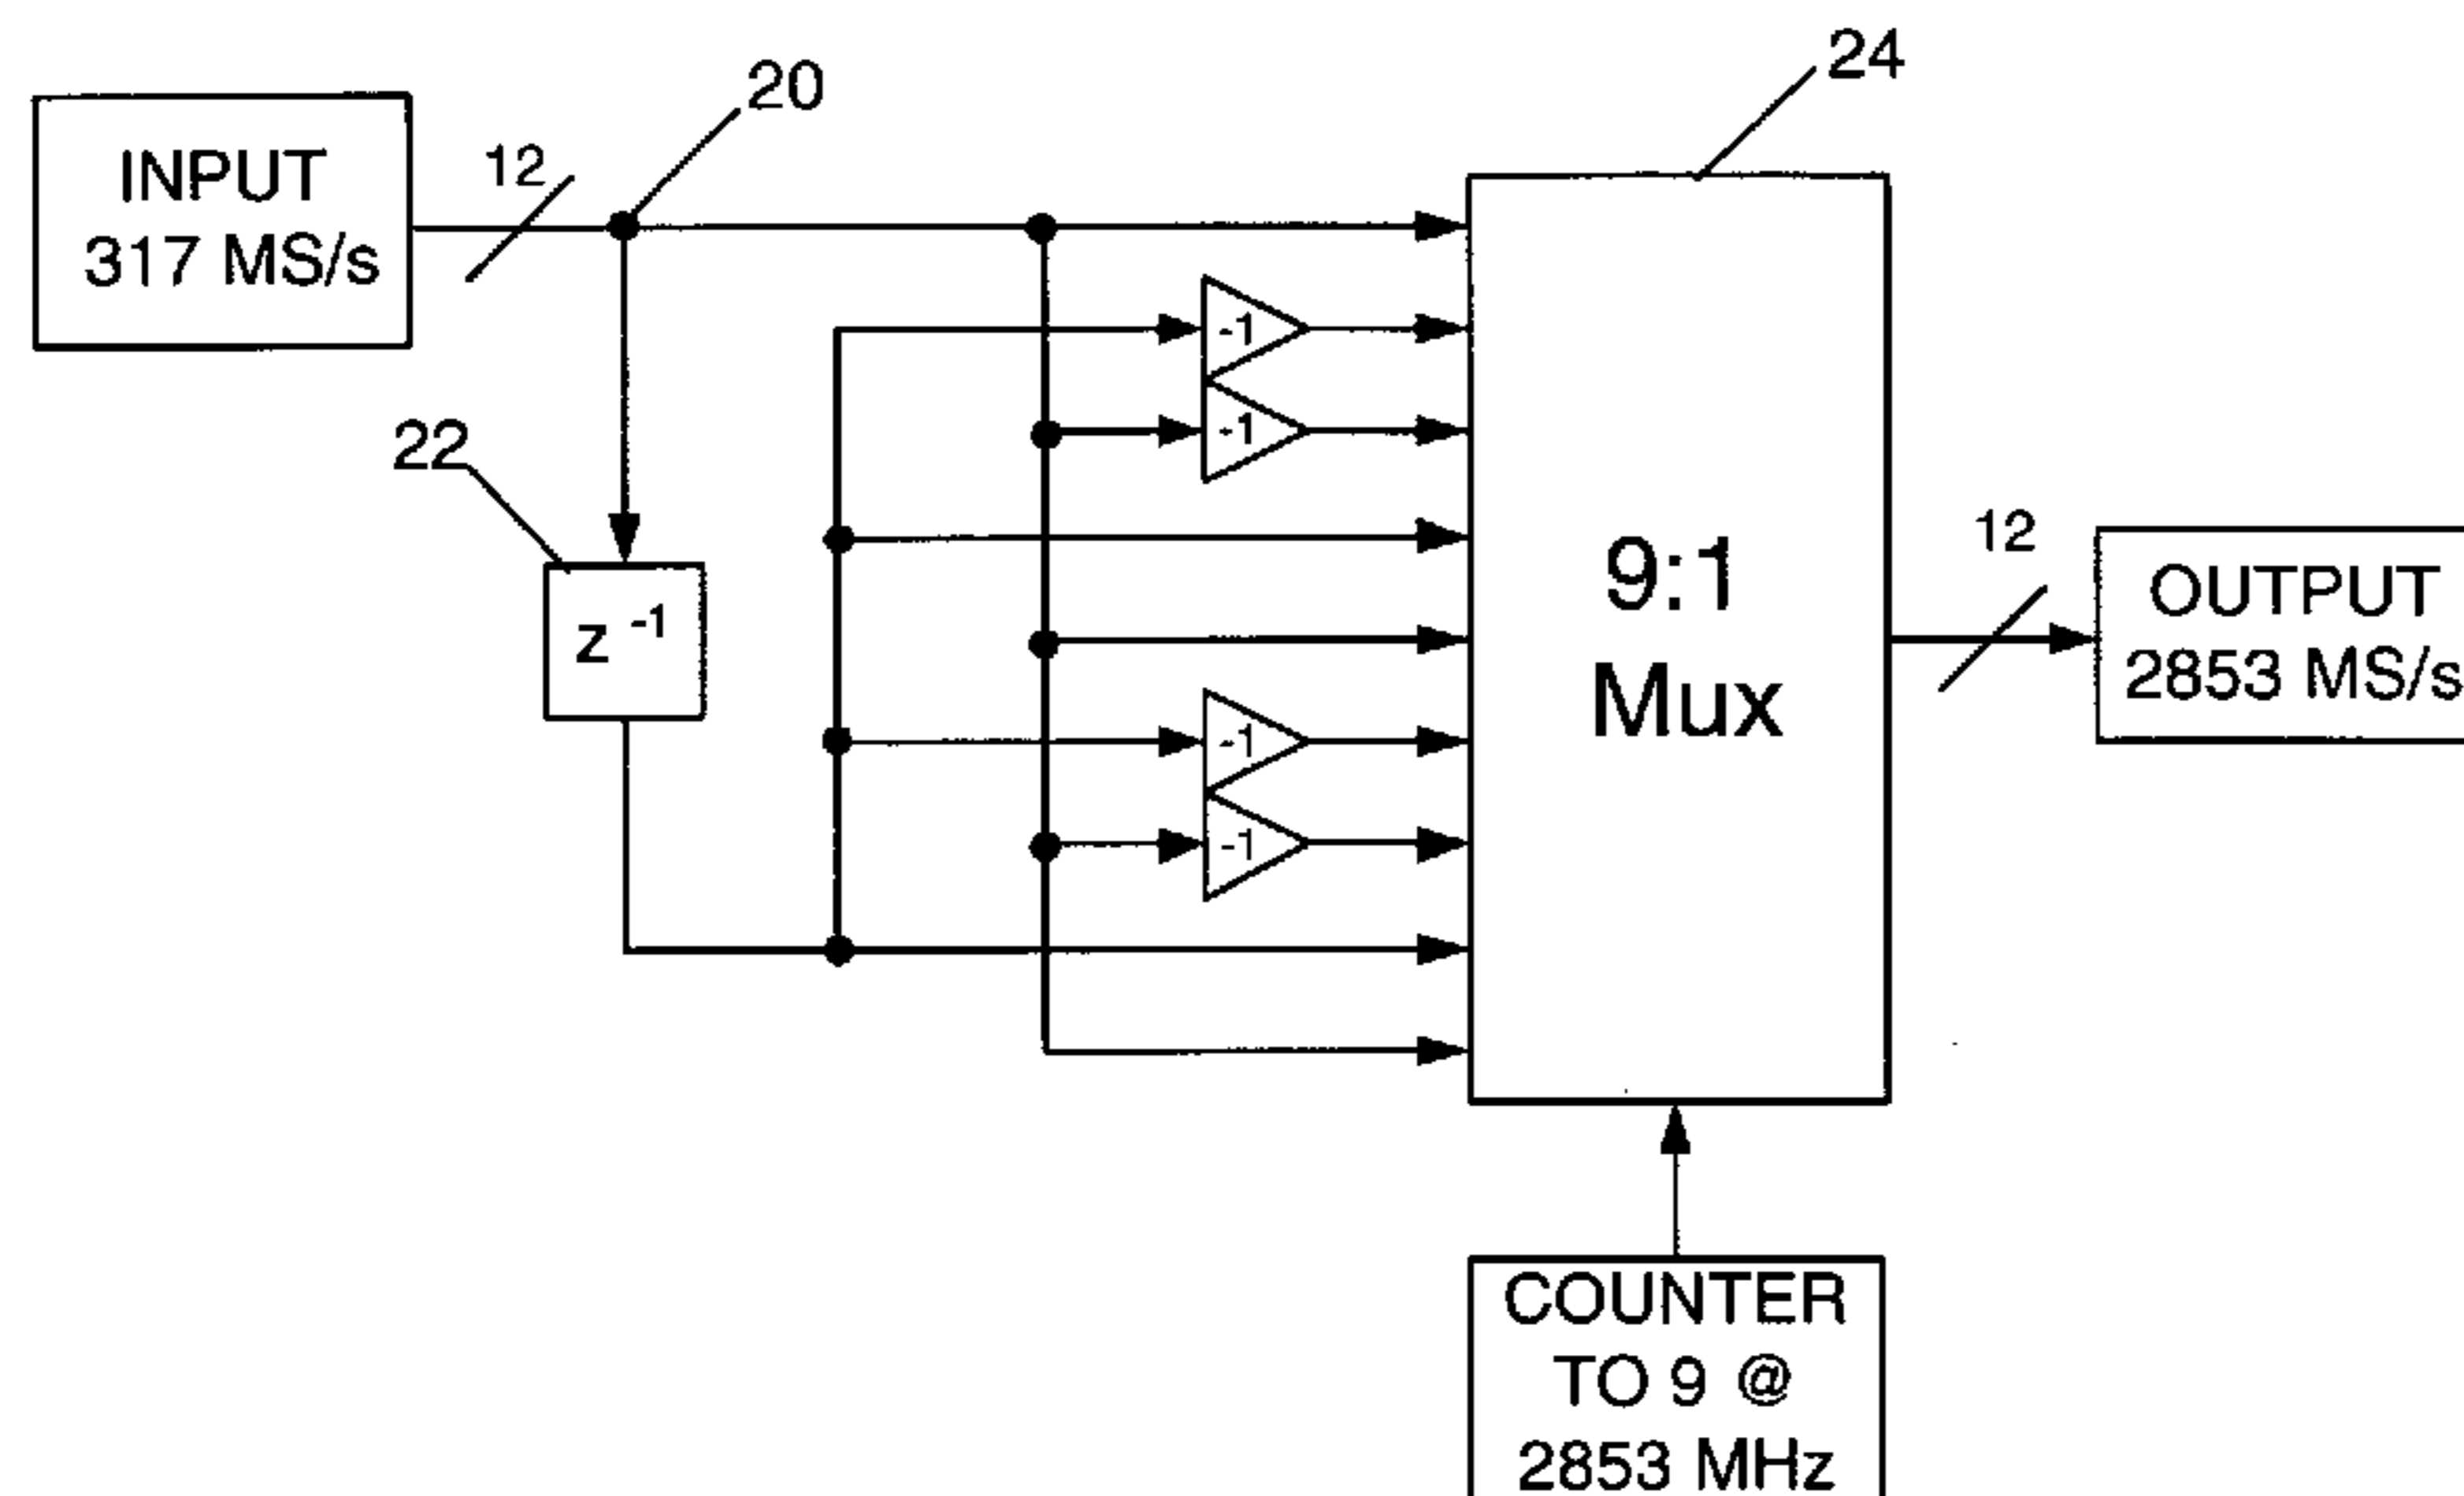 24
20
12
INPUT
317 MS/s
-1
-1
22
12
9:1
Mux
OUTPUT
2853 MS/s
z -1
-1
-1
COUNTER
TO 9 @
2853 MHz